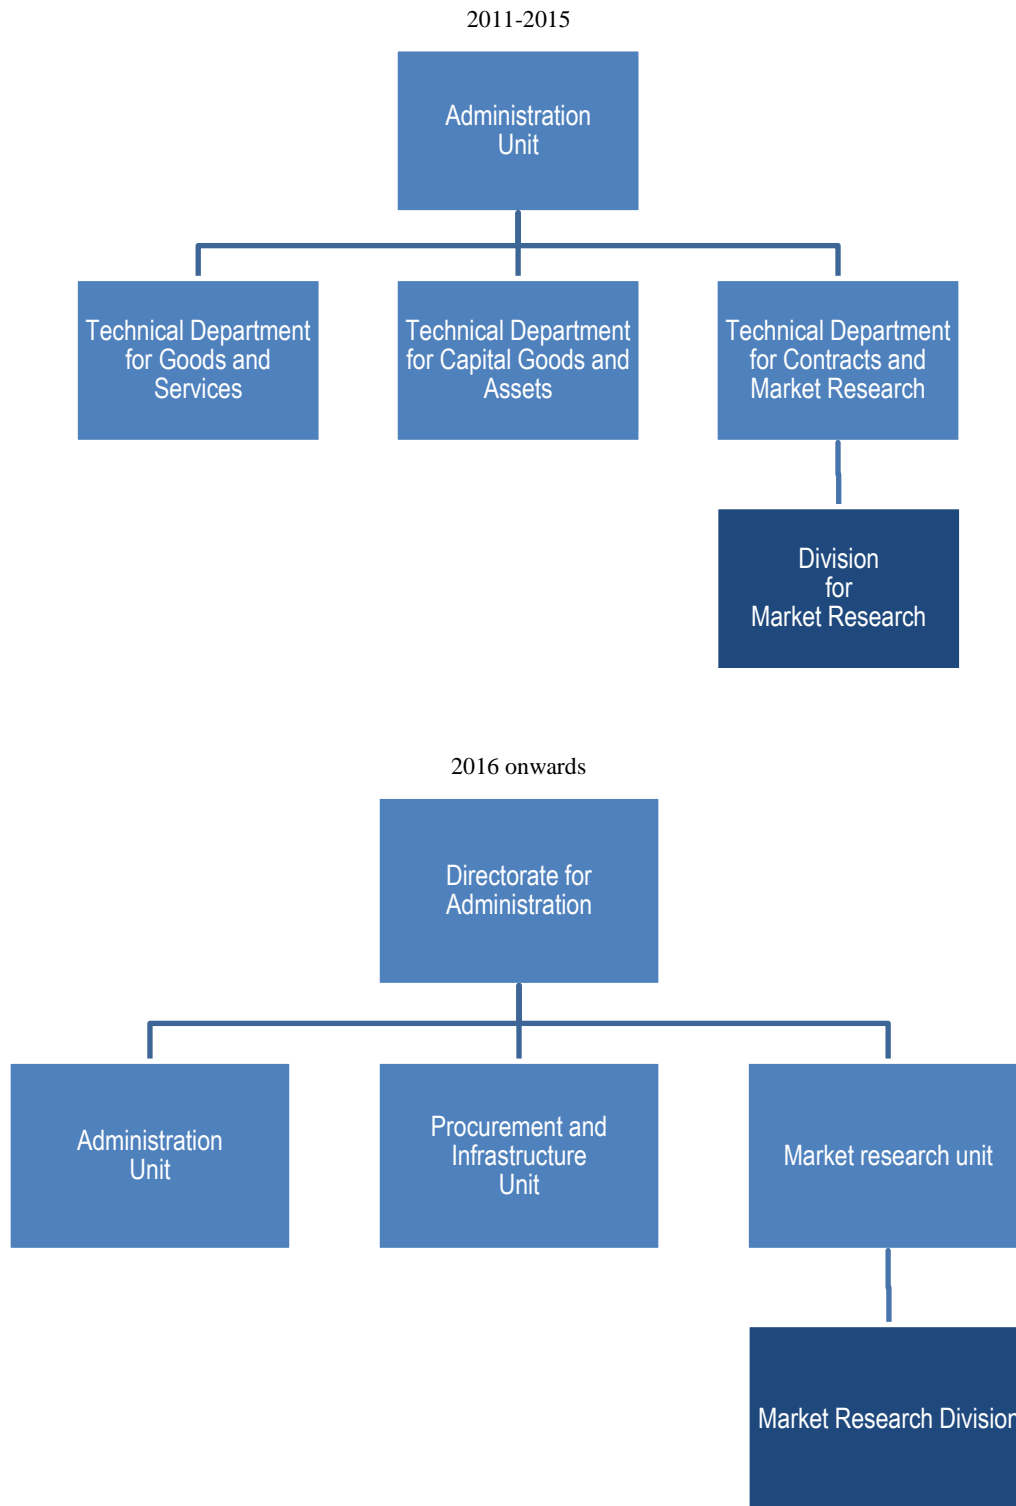 2011-2015
Administration
Unit
Technical Department
for Goods and
Services
Technical Department
for Capital Goods and
Assets
Technical Department
for Contracts and
Market Research
Division
for
Market Research
2016 onwards
Directorate for
Administration
Administration
Unit
Procurement and
Infrastructure
Unit
Market research unit
Market Research Division